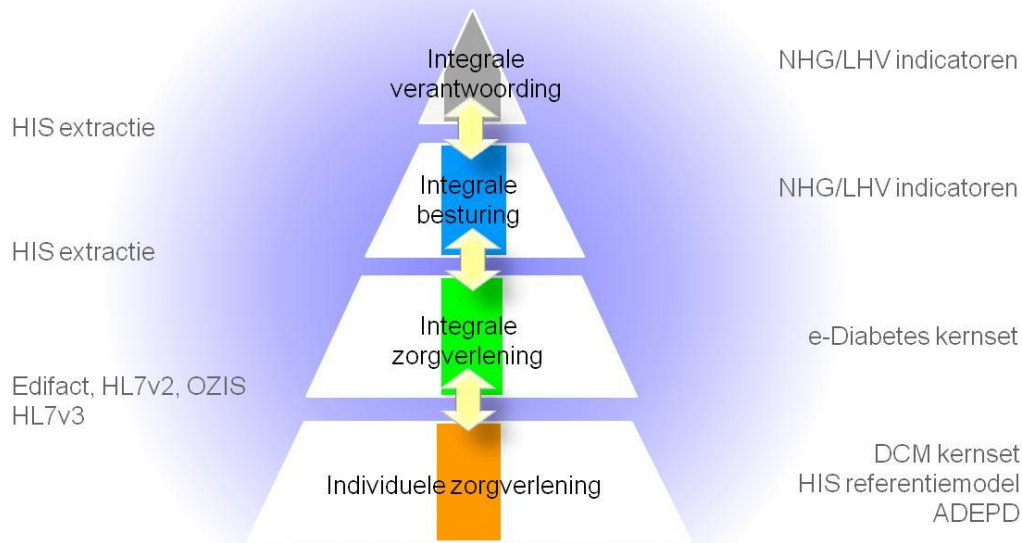 Integrale
verantwoording
NHG/LHV indicatoren
HIS extractie
Integrale
besturing
NHG/LHV indicatoren
HIS extractie
Integrale
zorgverlening
e-Diabetes kernset
Edifact, HL7v2, OZIS
HL7v3
Individuele zorgverlening
DCM kernset
HIS referentiemodel
ADEPD